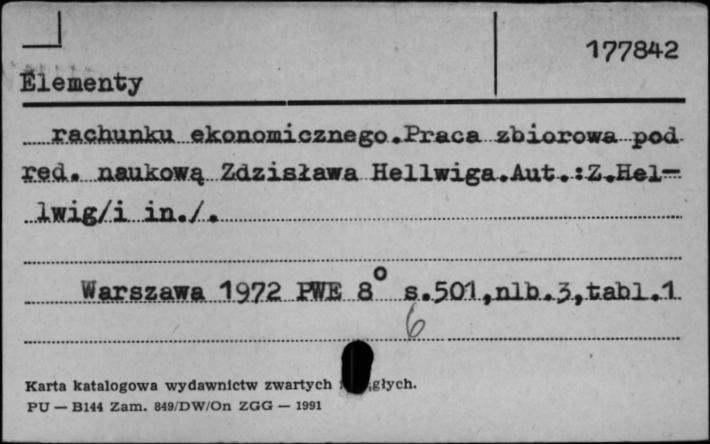 177842
Elementy
rachunku ekonomicznego.Praca zbiorowa pod
red. naukową Zdzisława Hellwiga.Aut.:Z.Hel-
lwig/i in./.
Warszawa 1972 PWE 8° s.501,nlb.3,tabl.1
6
Karta katalogowa wydawnictw zwartych głych.
PU — B144 Zam. 849/DW/On ZGG — 1991